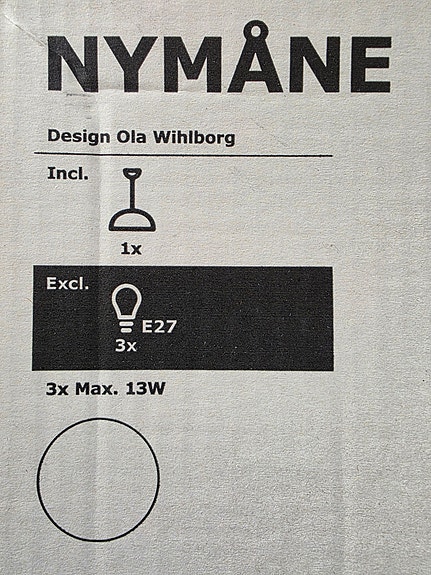 NYMÅNE
Design Ola Wihlborg
Incl.
1x
Excl.
E27
3x
3x Max. 13W